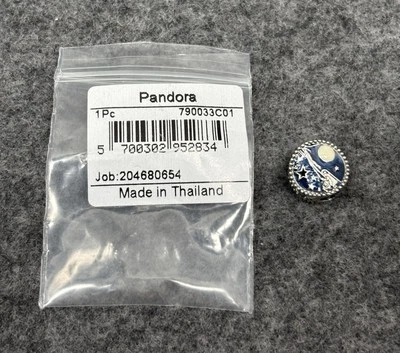 Pandora
1Pc 790033C01
5 700302 952834
Job:204680654
Made in Thailand